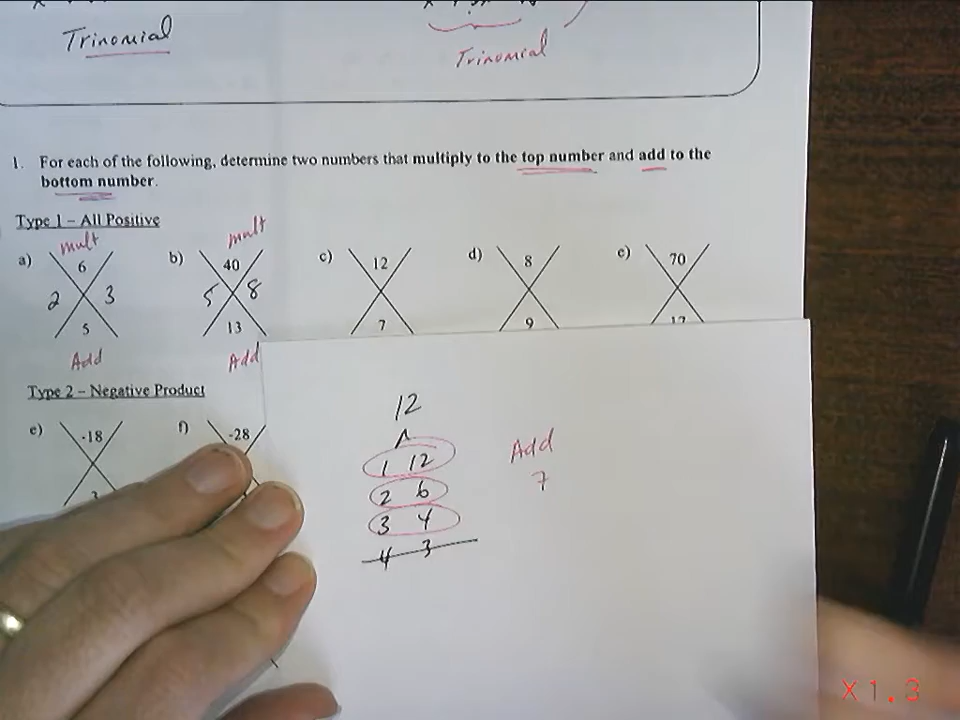 Trinomial
Trinomial
1. For each of the following, determine two numbers that multiply to the top number and add to the
bottom number.
Type 1 – All Positive
mult mult
a) 6 b) 40 c) 12 d) 8 e) 70
2 3 5 8
5 13 7 9
Add Add
Type 2 – Negative Product
e) -18 f) -28
12
1 12
2 6
3 4
4 3
Add
7
X1.3